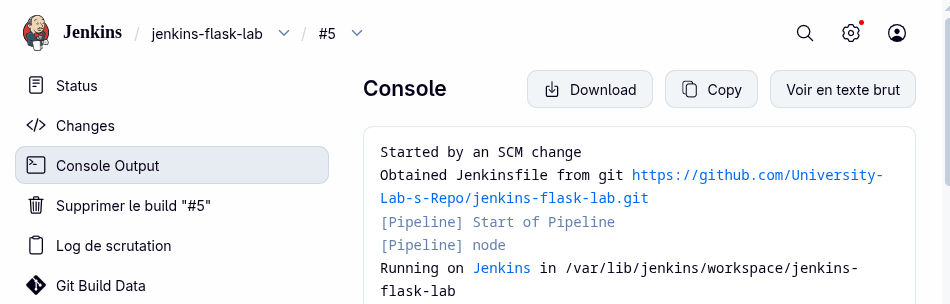 Jenkins / jenkins-flask-lab / #5
Status
Changes
Console Output
Supprimer le build "#5"
Log de scrutation
Git Build Data
Console
Download
Copy
Voir en texte brut
Started by an SCM change
Obtained Jenkinsfile from git https://github.com/University-
Lab-s-Repo/jenkins-flask-lab.git
[Pipeline] Start of Pipeline
[Pipeline] node
Running on Jenkins in /var/lib/jenkins/workspace/jenkins-
flask-lab